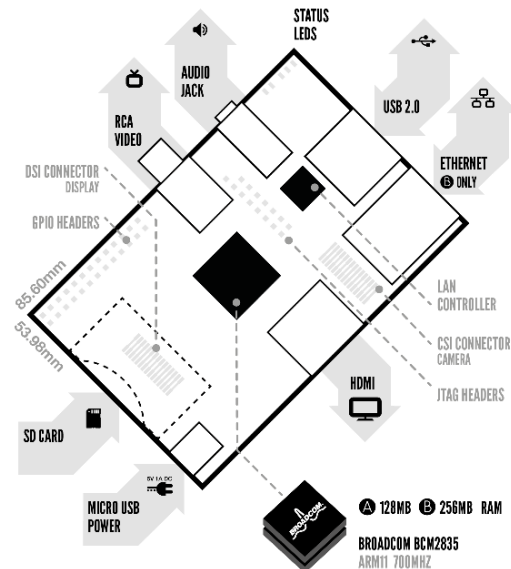 STATUS
LEDS
AUDIO
JACK
USB 2.0
RCA
VIDEO
ETHERNET
B ONLY
DSI CONNECTOR
DISPLAY
GPIO HEADERS
85.60mm
53.98mm
LAN
CONTROLLER
CSI CONNECTOR
CAMERA
JTAG HEADERS
HDMI
SD CARD
5V 1A DC
MICRO USB
POWER
BROADCOM
A 128MB B 256MB RAM
BROADCOM BCM2835
ARM11 700MHZ